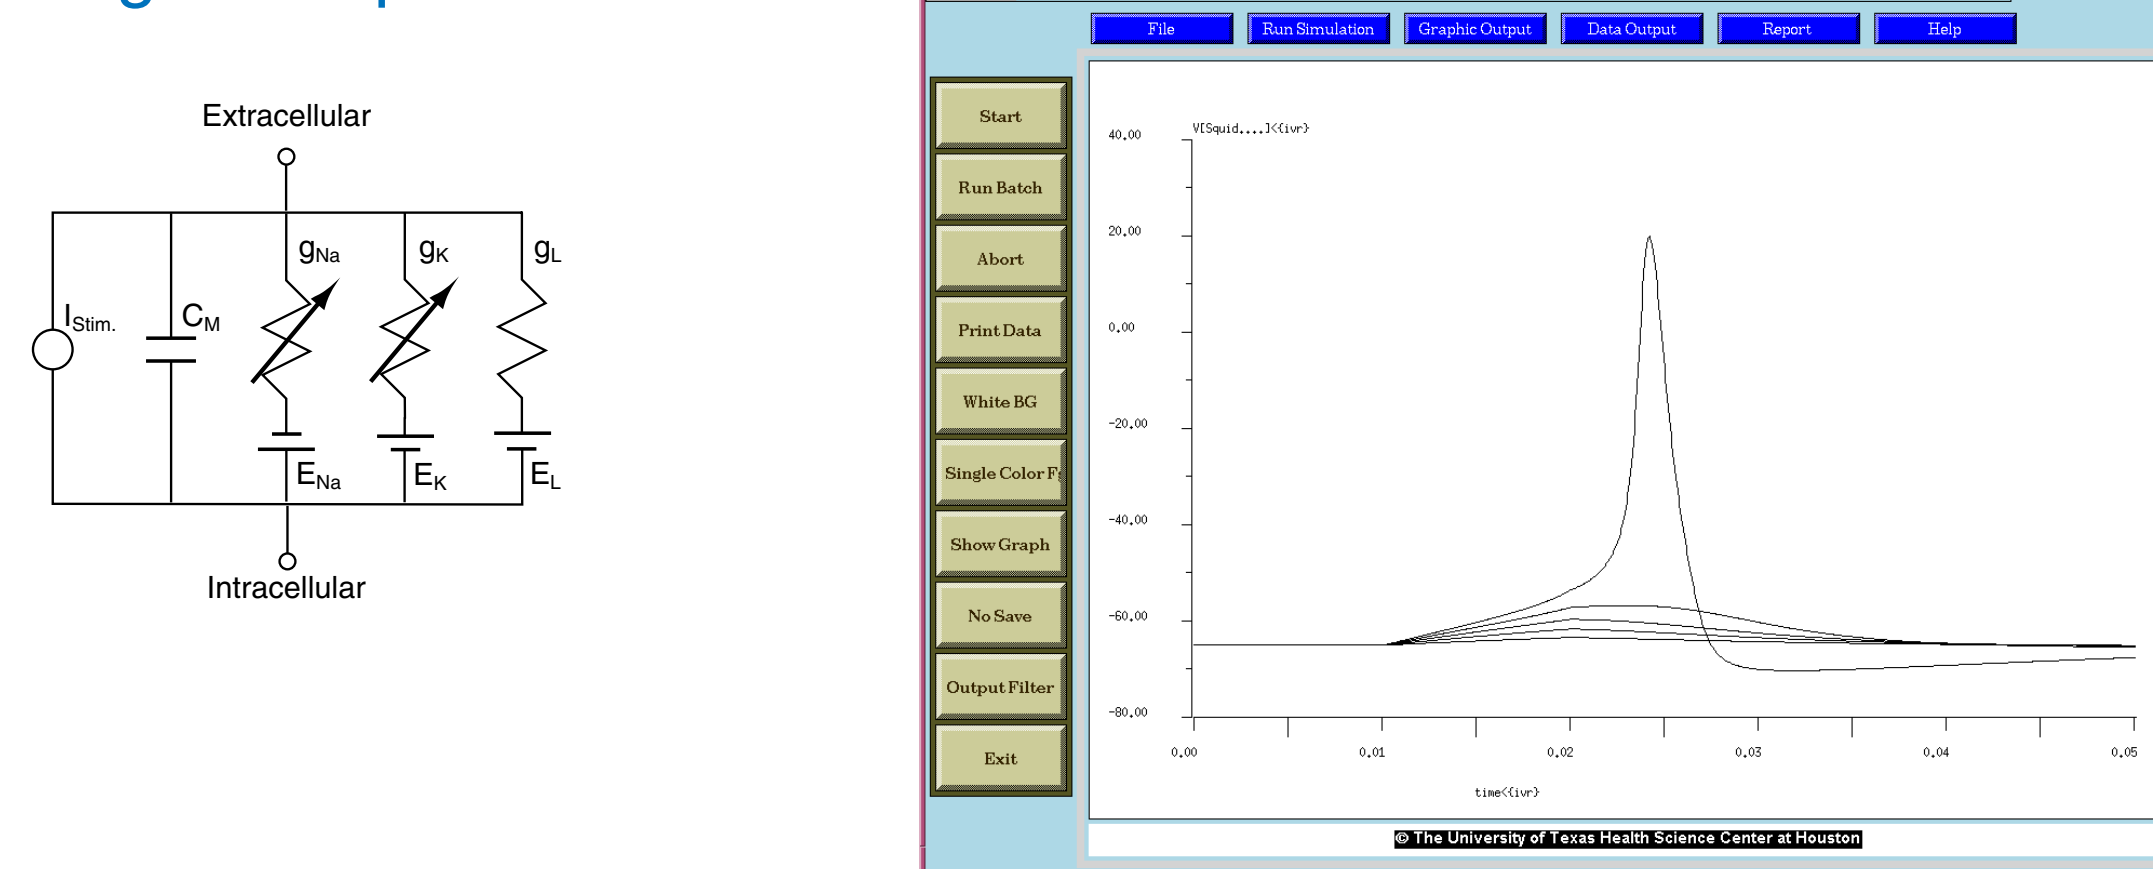 Extracellular
gNa
gK
gL
IStim.
CM
ENa
EK
EL
Intracellular
File
Run Simulation
Graphic Output
Data Output
Report
Help
Start
Run Batch
Abort
Print Data
White BG
Single Color F
Show Graph
No Save
Output Filter
Exit
V[Squid....]<{ivr}
40.00
20.00
0.00
-20.00
-40.00
-60.00
-80.00
0.00
0.01
0.02
0.03
0.04
0.05
time<{ivr}
© The University of Texas Health Science Center at Houston